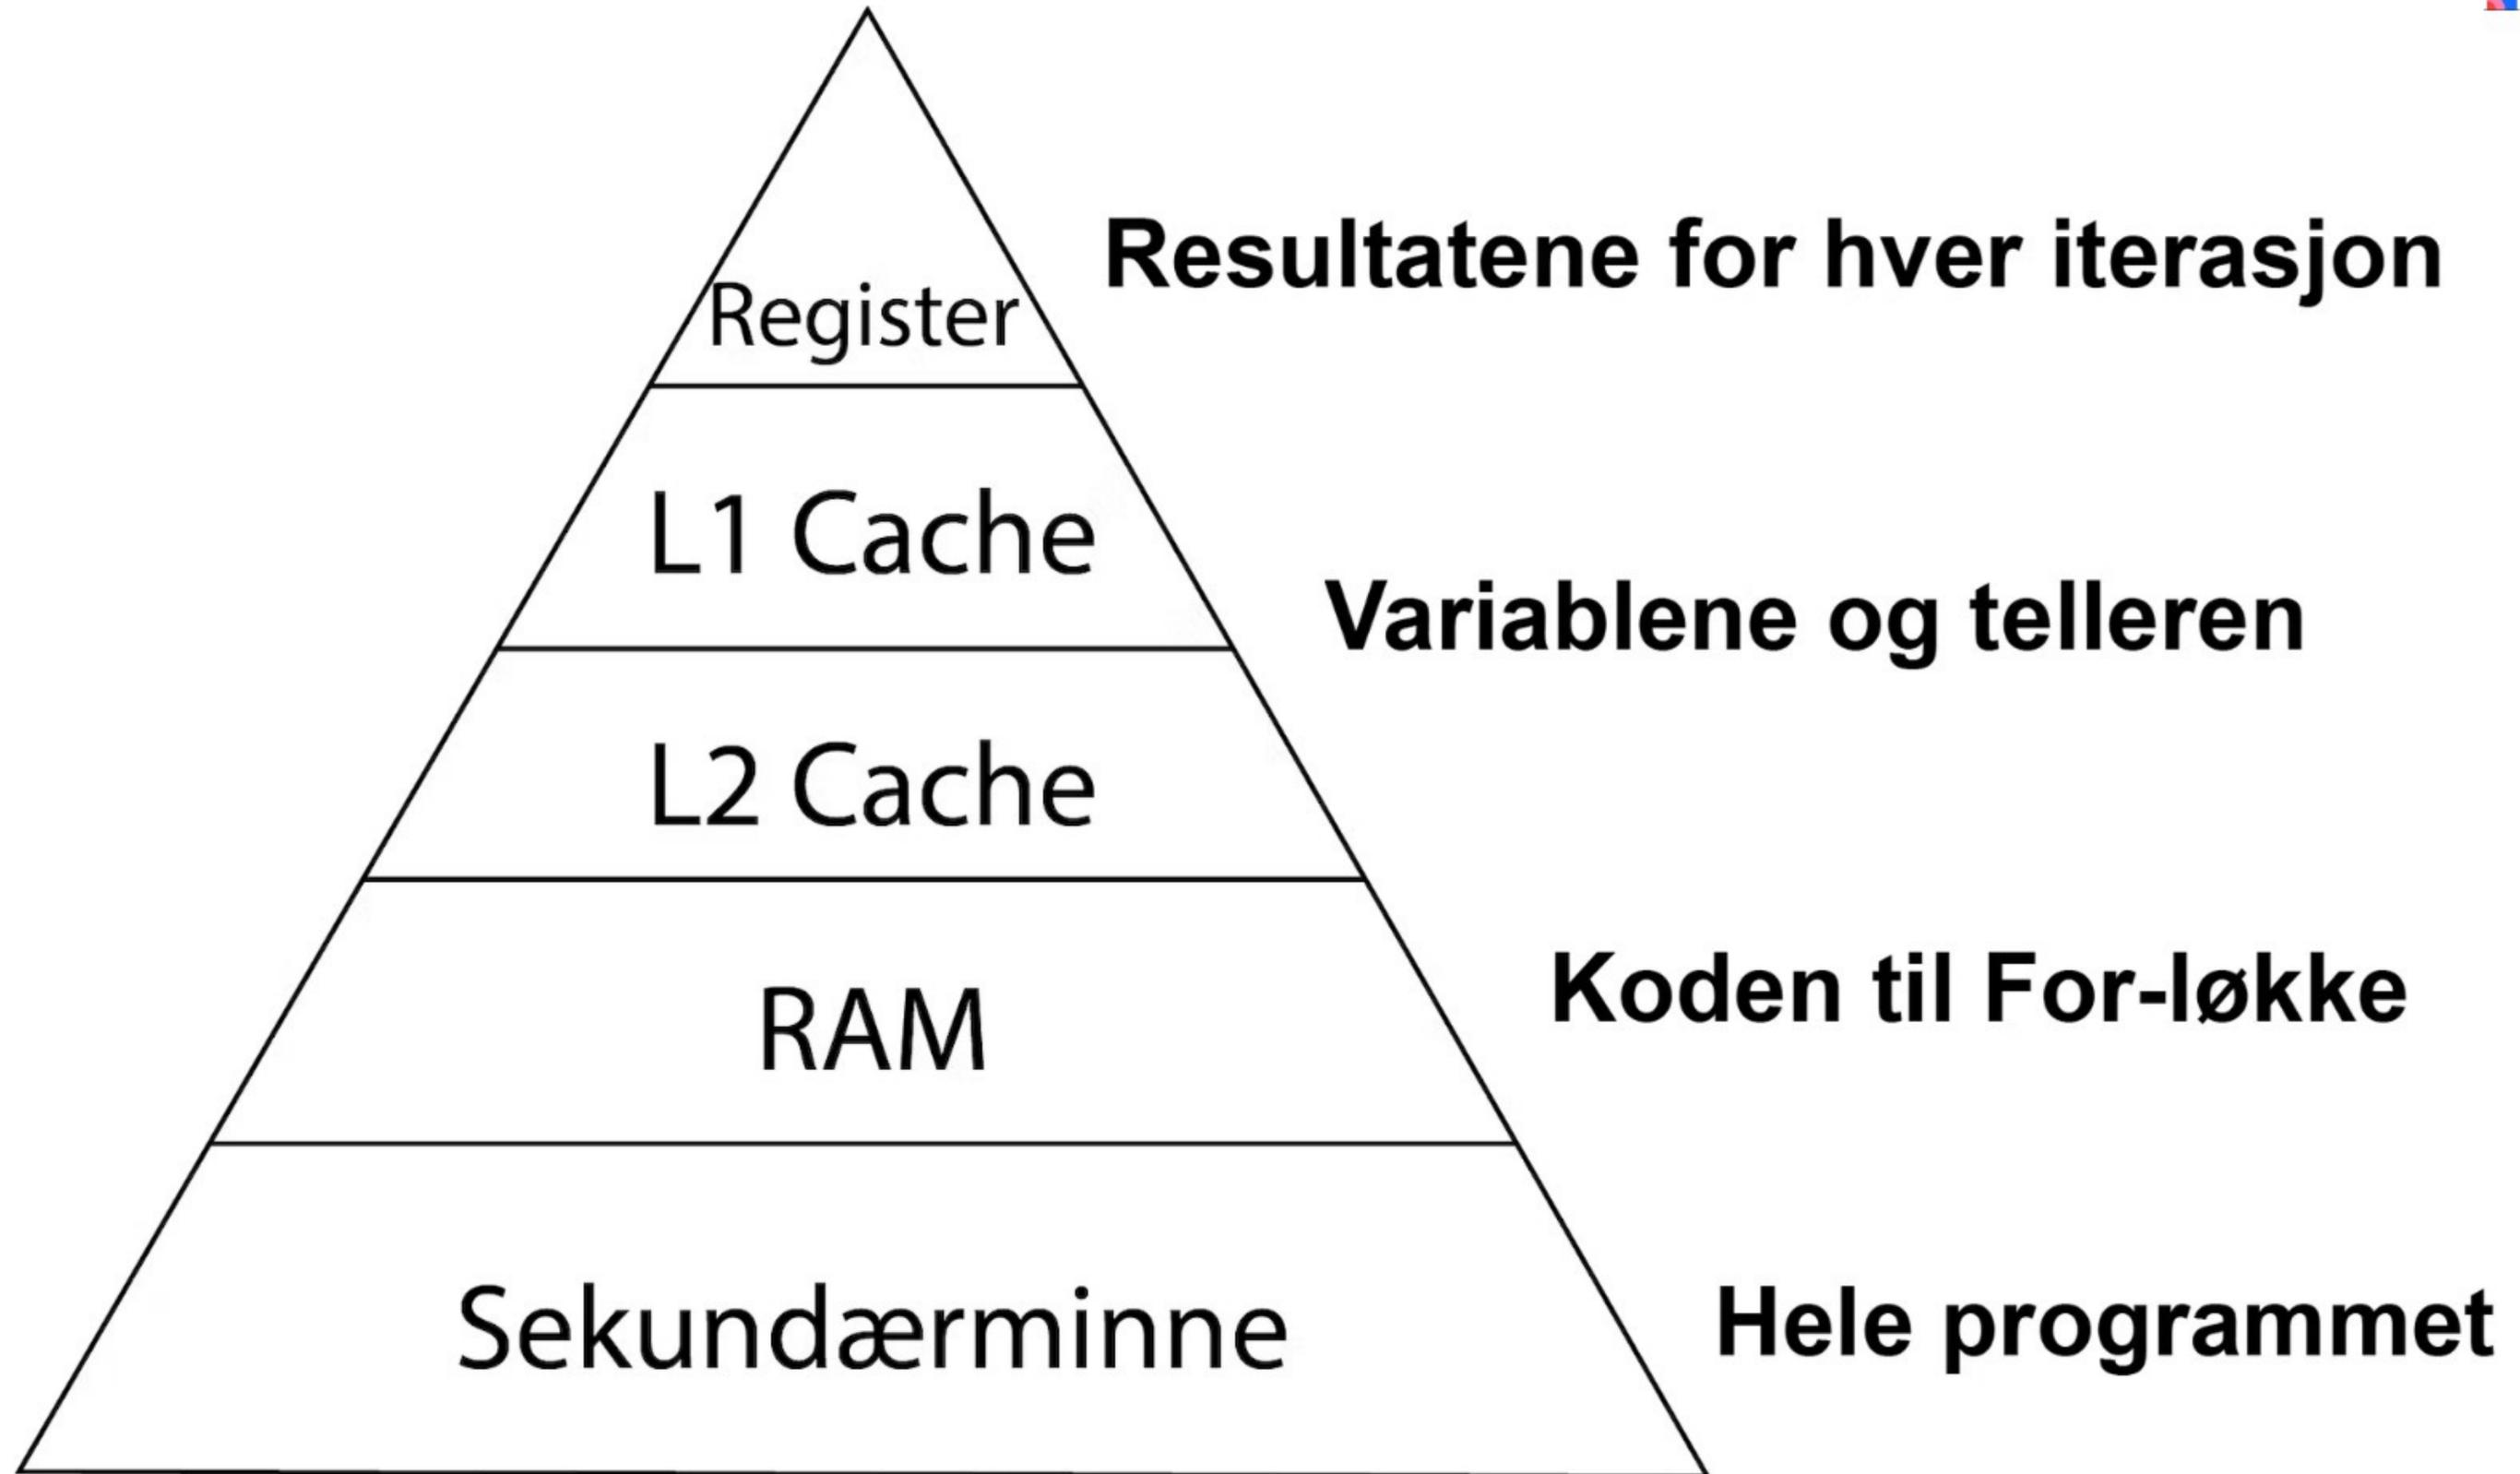 Resultatene for hver iterasjon
Register
L1 Cache
Variablene og telleren
L2 Cache
Koden til For-løkke
RAM
Sekundærminne
Hele programmet